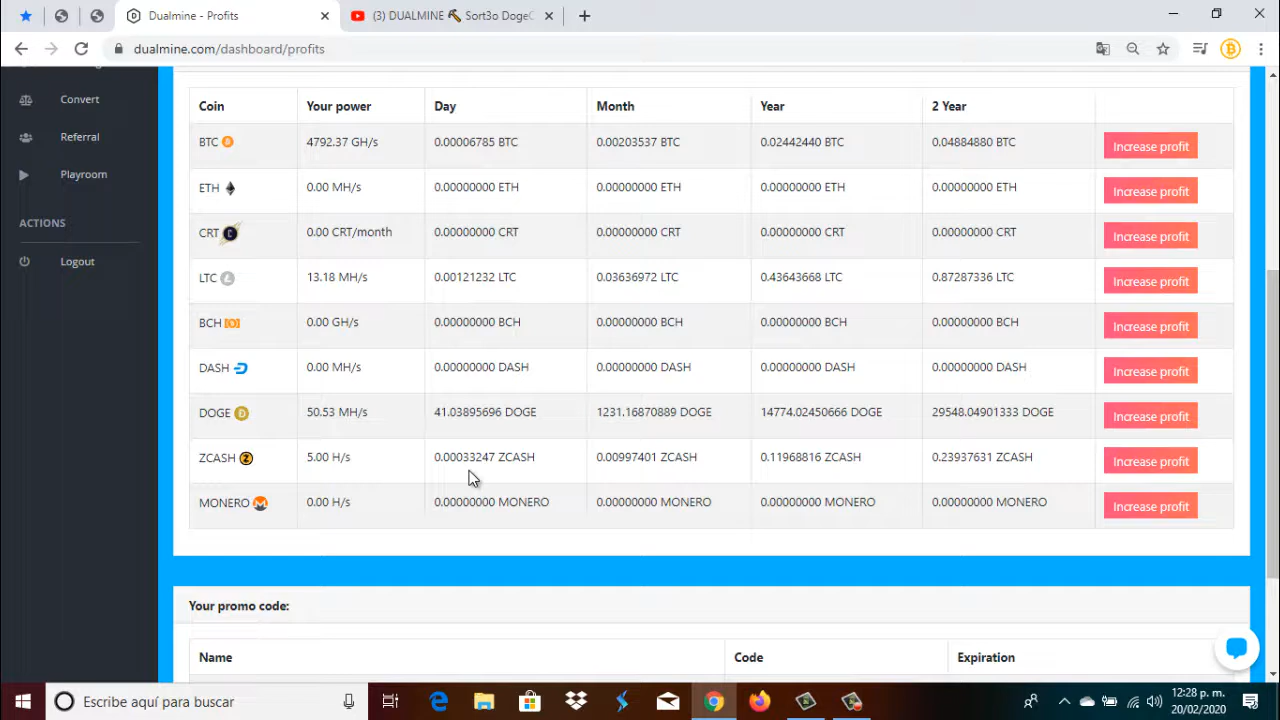 Dualmine - Profits
(3) DUALMINE Sort3o DogeC
dualmine.com/dashboard/profits
Convert
Referral
Playroom
ACTIONS
Logout
Coin Your power Day Month Year 2 Year
BTC 4792.37 GH/s 0.00006785 BTC 0.00203537 BTC 0.02442440 BTC 0.04884880 BTC Increase profit
ETH 0.00 MH/s 0.00000000 ETH 0.00000000 ETH 0.00000000 ETH 0.00000000 ETH Increase profit
CRT 0.00 CRT/month 0.00000000 CRT 0.00000000 CRT 0.00000000 CRT 0.00000000 CRT Increase profit
LTC 13.18 MH/s 0.00121232 LTC 0.03636972 LTC 0.43643668 LTC 0.87287336 LTC Increase profit
BCH 0.00 GH/s 0.00000000 BCH 0.00000000 BCH 0.00000000 BCH 0.00000000 BCH Increase profit
DASH 0.00 MH/s 0.00000000 DASH 0.00000000 DASH 0.00000000 DASH 0.00000000 DASH Increase profit
DOGE 50.53 MH/s 41.03895696 DOGE 1231.16870889 DOGE 14774.02450666 DOGE 29548.04901333 DOGE Increase profit
ZCASH 5.00 H/s 0.00033247 ZCASH 0.00997401 ZCASH 0.11968816 ZCASH 0.23937631 ZCASH Increase profit
MONERO 0.00 H/s 0.00000000 MONERO 0.00000000 MONERO 0.00000000 MONERO 0.00000000 MONERO Increase profit
Your promo code:
Name Code Expiration
Escribe aquí para buscar
12:28 p. m.
20/02/2020